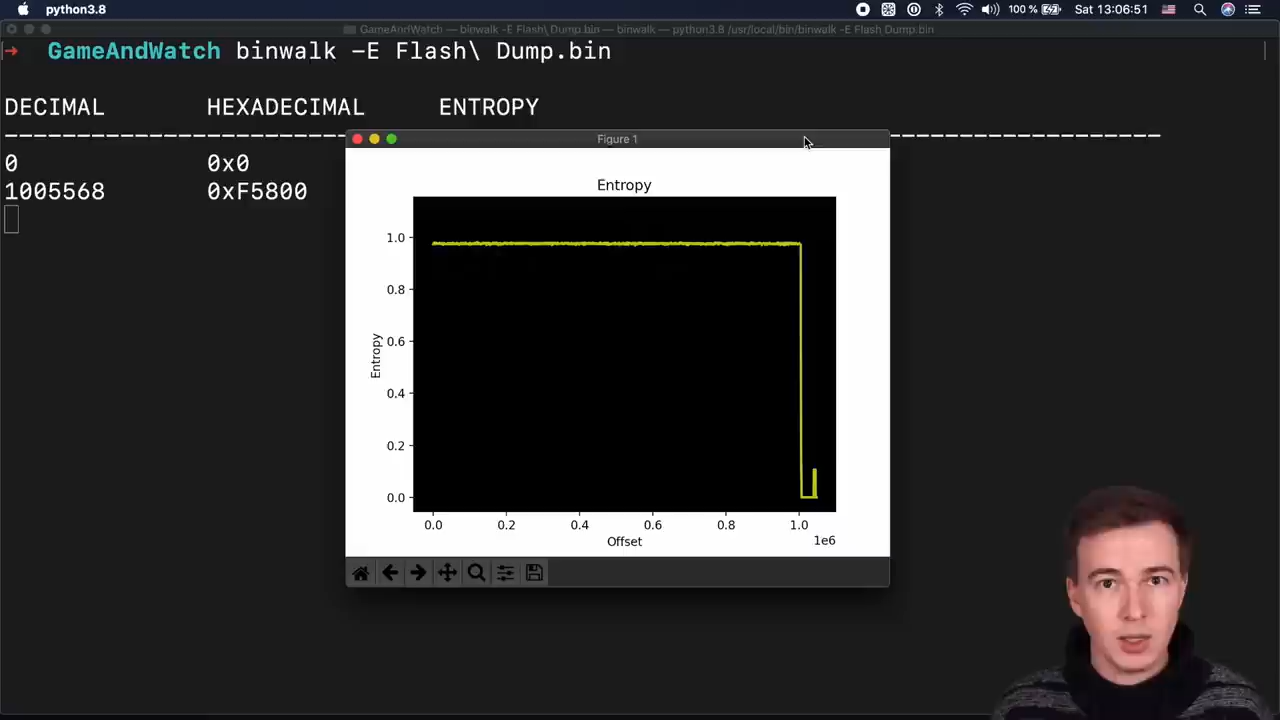 python3.8
100 %
Sat 13:06:51
GameAndWatch — binwalk -E Flash\ Dump.bin — binwalk — python3.8 /usr/local/bin/binwalk -E Flash Dump.bin
→ GameAndWatch binwalk -E Flash\ Dump.bin
DECIMAL HEXADECIMAL ENTROPY
--------------------------------------------------------------------------------
0 0x0
1005568 0xF5800
Figure 1
Entropy
1.0
0.8
0.6
0.4
0.2
0.0
Entropy
0.0 0.2 0.4 0.6 0.8 1.0
1e6
Offset